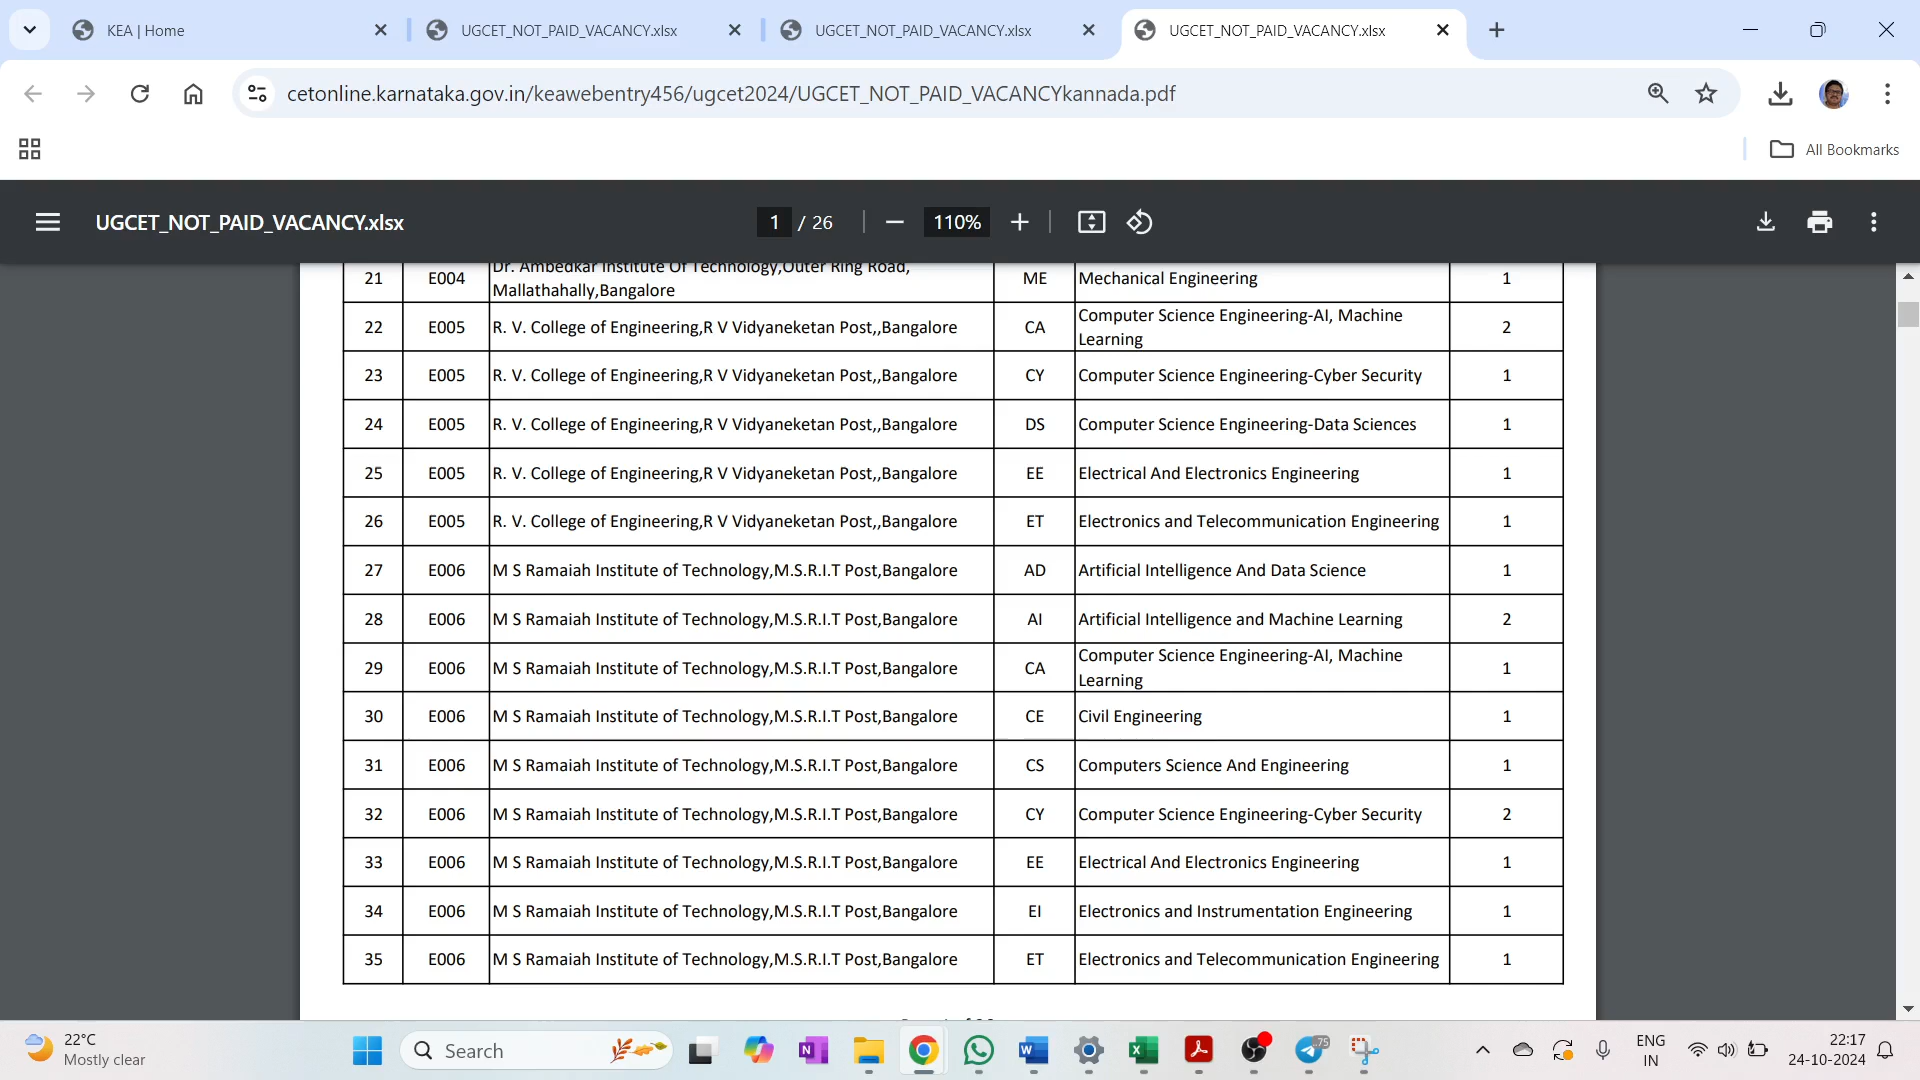 KEA | Home
UGCET_NOT_PAID_VACANCY.xlsx
UGCET_NOT_PAID_VACANCY.xlsx
UGCET_NOT_PAID_VACANCY.xlsx
cetonline.karnataka.gov.in/keawebentry456/ugcet2024/UGCET_NOT_PAID_VACANCYkannada.pdf
All Bookmarks
UGCET_NOT_PAID_VACANCY.xlsx
1 / 26
110%
21 E004 Dr. Ambedkar Institute Of Technology,Outer Ring Road, ME Mechanical Engineering 1
Mallathahally,Bangalore
22 E005 R. V. College of Engineering,R V Vidyaneketan Post,,Bangalore CA Computer Science Engineering-AI, Machine 2
Learning
23 E005 R. V. College of Engineering,R V Vidyaneketan Post,,Bangalore CY Computer Science Engineering-Cyber Security 1
24 E005 R. V. College of Engineering,R V Vidyaneketan Post,,Bangalore DS Computer Science Engineering-Data Sciences 1
25 E005 R. V. College of Engineering,R V Vidyaneketan Post,,Bangalore EE Electrical And Electronics Engineering 1
26 E005 R. V. College of Engineering,R V Vidyaneketan Post,,Bangalore ET Electronics and Telecommunication Engineering 1
27 E006 M S Ramaiah Institute of Technology,M.S.R.I.T Post,Bangalore AD Artificial Intelligence And Data Science 1
28 E006 M S Ramaiah Institute of Technology,M.S.R.I.T Post,Bangalore AI Artificial Intelligence and Machine Learning 2
29 E006 M S Ramaiah Institute of Technology,M.S.R.I.T Post,Bangalore CA Computer Science Engineering-AI, Machine 1
Learning
30 E006 M S Ramaiah Institute of Technology,M.S.R.I.T Post,Bangalore CE Civil Engineering 1
31 E006 M S Ramaiah Institute of Technology,M.S.R.I.T Post,Bangalore CS Computers Science And Engineering 1
32 E006 M S Ramaiah Institute of Technology,M.S.R.I.T Post,Bangalore CY Computer Science Engineering-Cyber Security 2
33 E006 M S Ramaiah Institute of Technology,M.S.R.I.T Post,Bangalore EE Electrical And Electronics Engineering 1
34 E006 M S Ramaiah Institute of Technology,M.S.R.I.T Post,Bangalore EI Electronics and Instrumentation Engineering 1
35 E006 M S Ramaiah Institute of Technology,M.S.R.I.T Post,Bangalore ET Electronics and Telecommunication Engineering 1
22°C
Mostly clear
Search
75
ENG
IN
22:17
24-10-2024